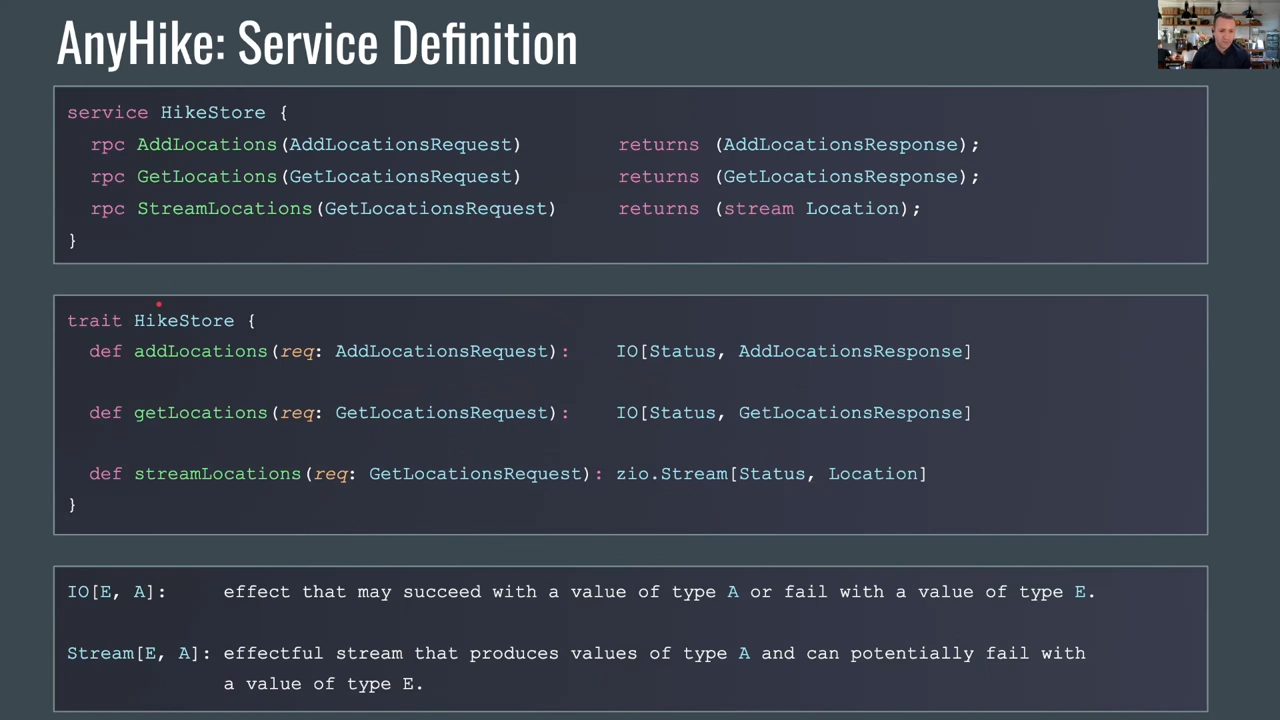 AnyHike: Service Definition
service HikeStore {
rpc AddLocations(AddLocationsRequest) returns (AddLocationsResponse);
rpc GetLocations(GetLocationsRequest) returns (GetLocationsResponse);
rpc StreamLocations(GetLocationsRequest) returns (stream Location);
}
trait HikeStore {
def addLocations(req: AddLocationsRequest): IO[Status, AddLocationsResponse]
def getLocations(req: GetLocationsRequest): IO[Status, GetLocationsResponse]
def streamLocations(req: GetLocationsRequest): zio.Stream[Status, Location]
}
IO[E, A]: effect that may succeed with a value of type A or fail with a value of type E.
Stream[E, A]: effectful stream that produces values of type A and can potentially fail with
a value of type E.